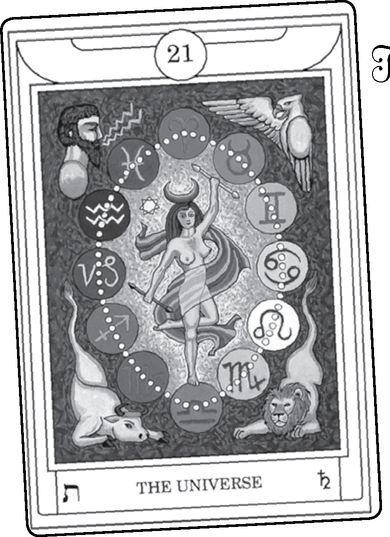 21
THE UNIVERSE
ת
♄